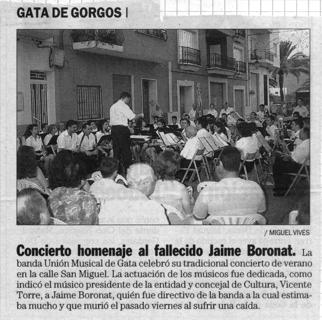 GATA DE GORGOS |
/ MIGUEL VIVES
Concierto homenaje al fallecido Jaime Boronat. La
banda Unión Musical de Gata celebró su tradicional concierto de verano
en la calle San Miguel. La actuación de los músicos fue dedicada, como
indicó el músico presidente de la entidad y concejal de Cultura, Vicente
Torre, a Jaime Boronat, quién fue directivo de la banda a la cual estima-
ba mucho y que murió el pasado viernes al sufrir una caída.